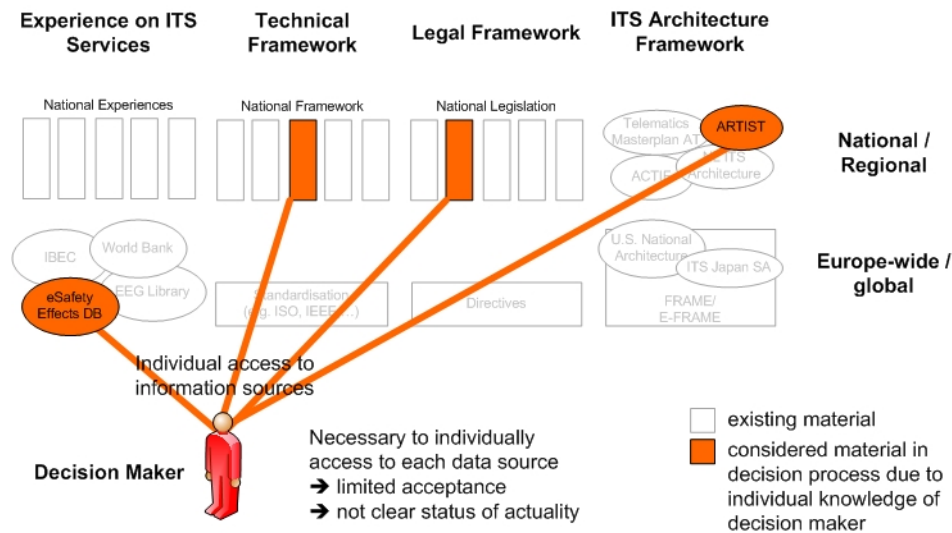 Experience on ITS
Services
Technical
Framework
Legal Framework
ITS Architecture
Framework
National Experiences
National Framework
National Legislation
Telematics
Masterplan AT
ARTIST
ACTIF
Architecture
National /
Regional
IBEC
World Bank
EEG Library
eSafety
Effects DB
Standardisation
(e.g. ISO, IEEE, ...)
Directives
U.S. National
Architecture
ITS Japan SA
FRAME/
E-FRAME
Europe-wide /
global
Individual access to
information sources
Decision Maker
Necessary to individually
access to each data source
➔ limited acceptance
➔ not clear status of actuality
existing material
considered material in
decision process due to
individual knowledge of
decision maker